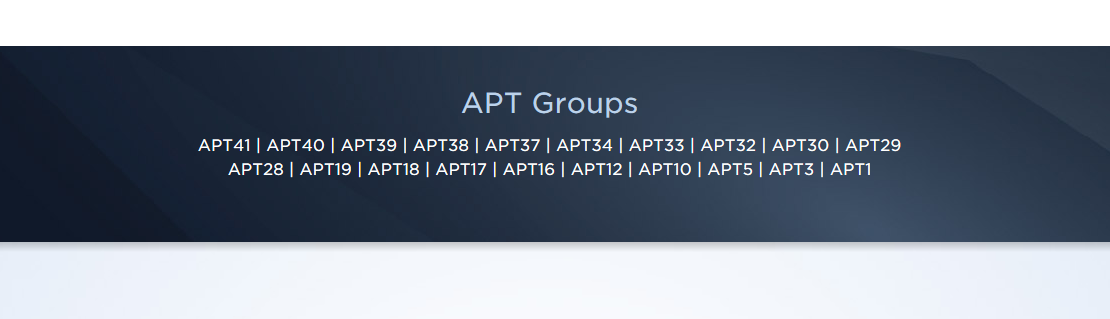 APT Groups
APT41 | APT40 | APT39 | APT38 | APT37 | APT34 | APT33 | APT32 | APT30 | APT29
APT28 | APT19 | APT18 | APT17 | APT16 | APT12 | APT10 | APT5 | APT3 | APT1